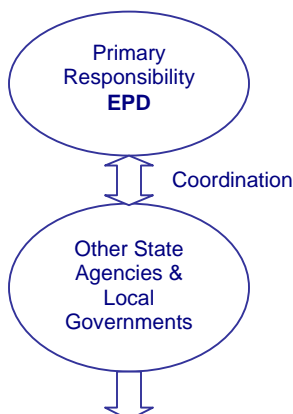 Primary
Responsibility
EPD
Coordination
Other State
Agencies &
Local
Governments